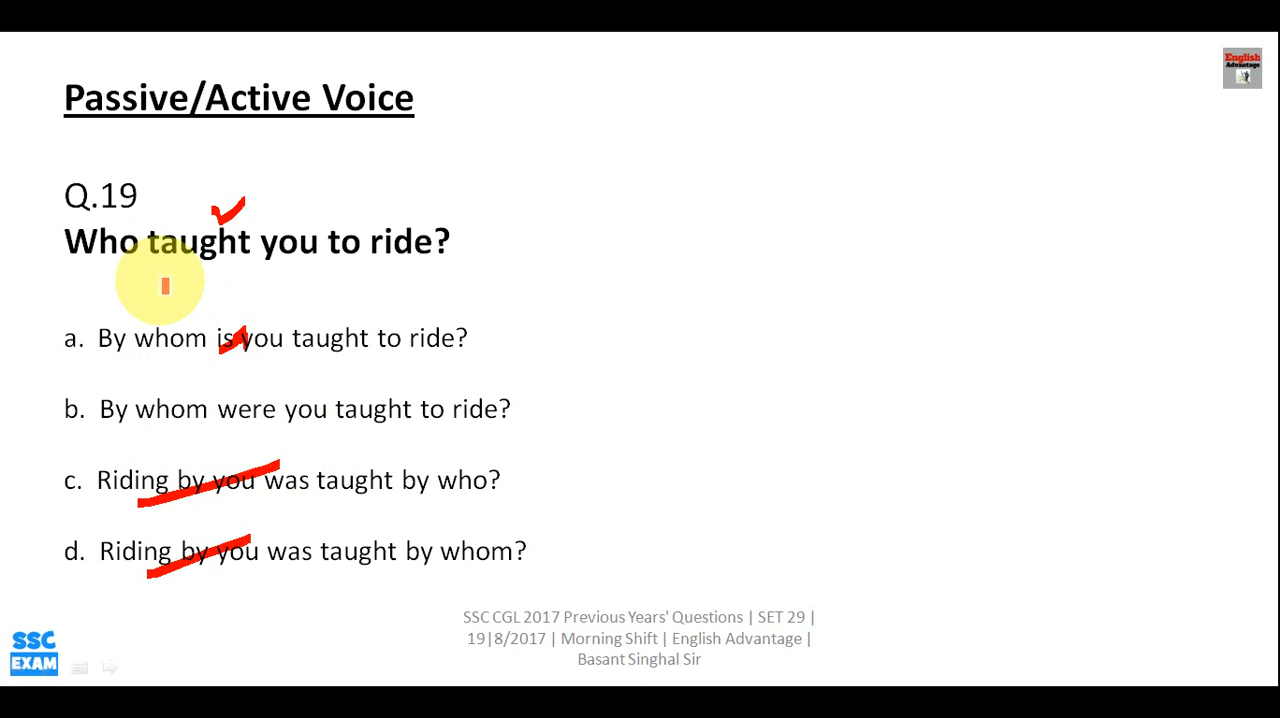 English
Advantage
Passive/Active Voice
Q.19
Who taught you to ride?
a. By whom is you taught to ride?
b. By whom were you taught to ride?
c. Riding by you was taught by who?
d. Riding by you was taught by whom?
SSC CGL 2017 Previous Years' Questions | SET 29 |
19|8/2017 | Morning Shift | English Advantage |
Basant Singhal Sir
SSC
EXAM